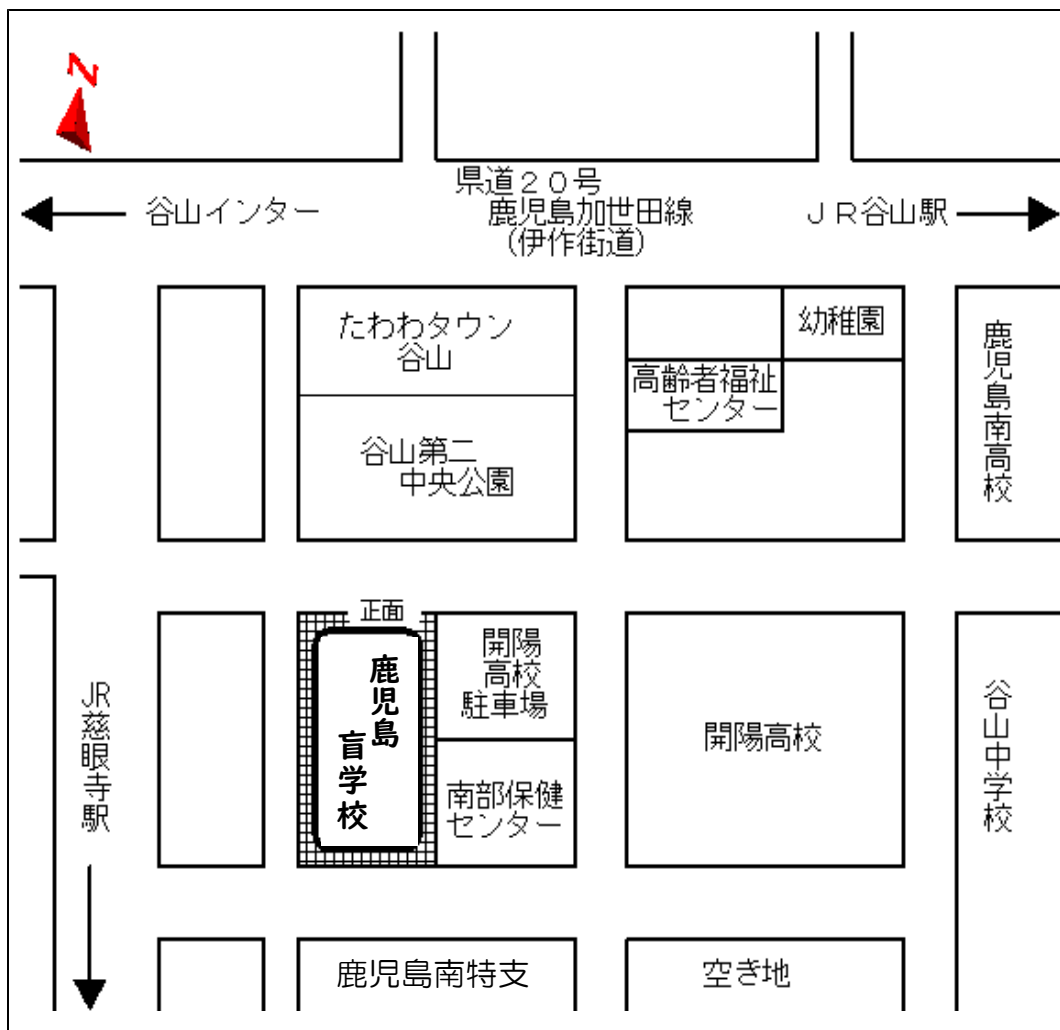 N
県道２０号
鹿児島加世田線
(伊作街道)
谷山インター
ＪＲ谷山駅
たわわタウン
谷山
幼稚園
高齢者福祉
センター
鹿児島南高校
谷山第二
中央公園
正面
鹿児島
盲学校
開陽
高校
駐車場
南部保健
センター
開陽高校
谷山中学校
JR慈眼寺駅
鹿児島南特支
空き地